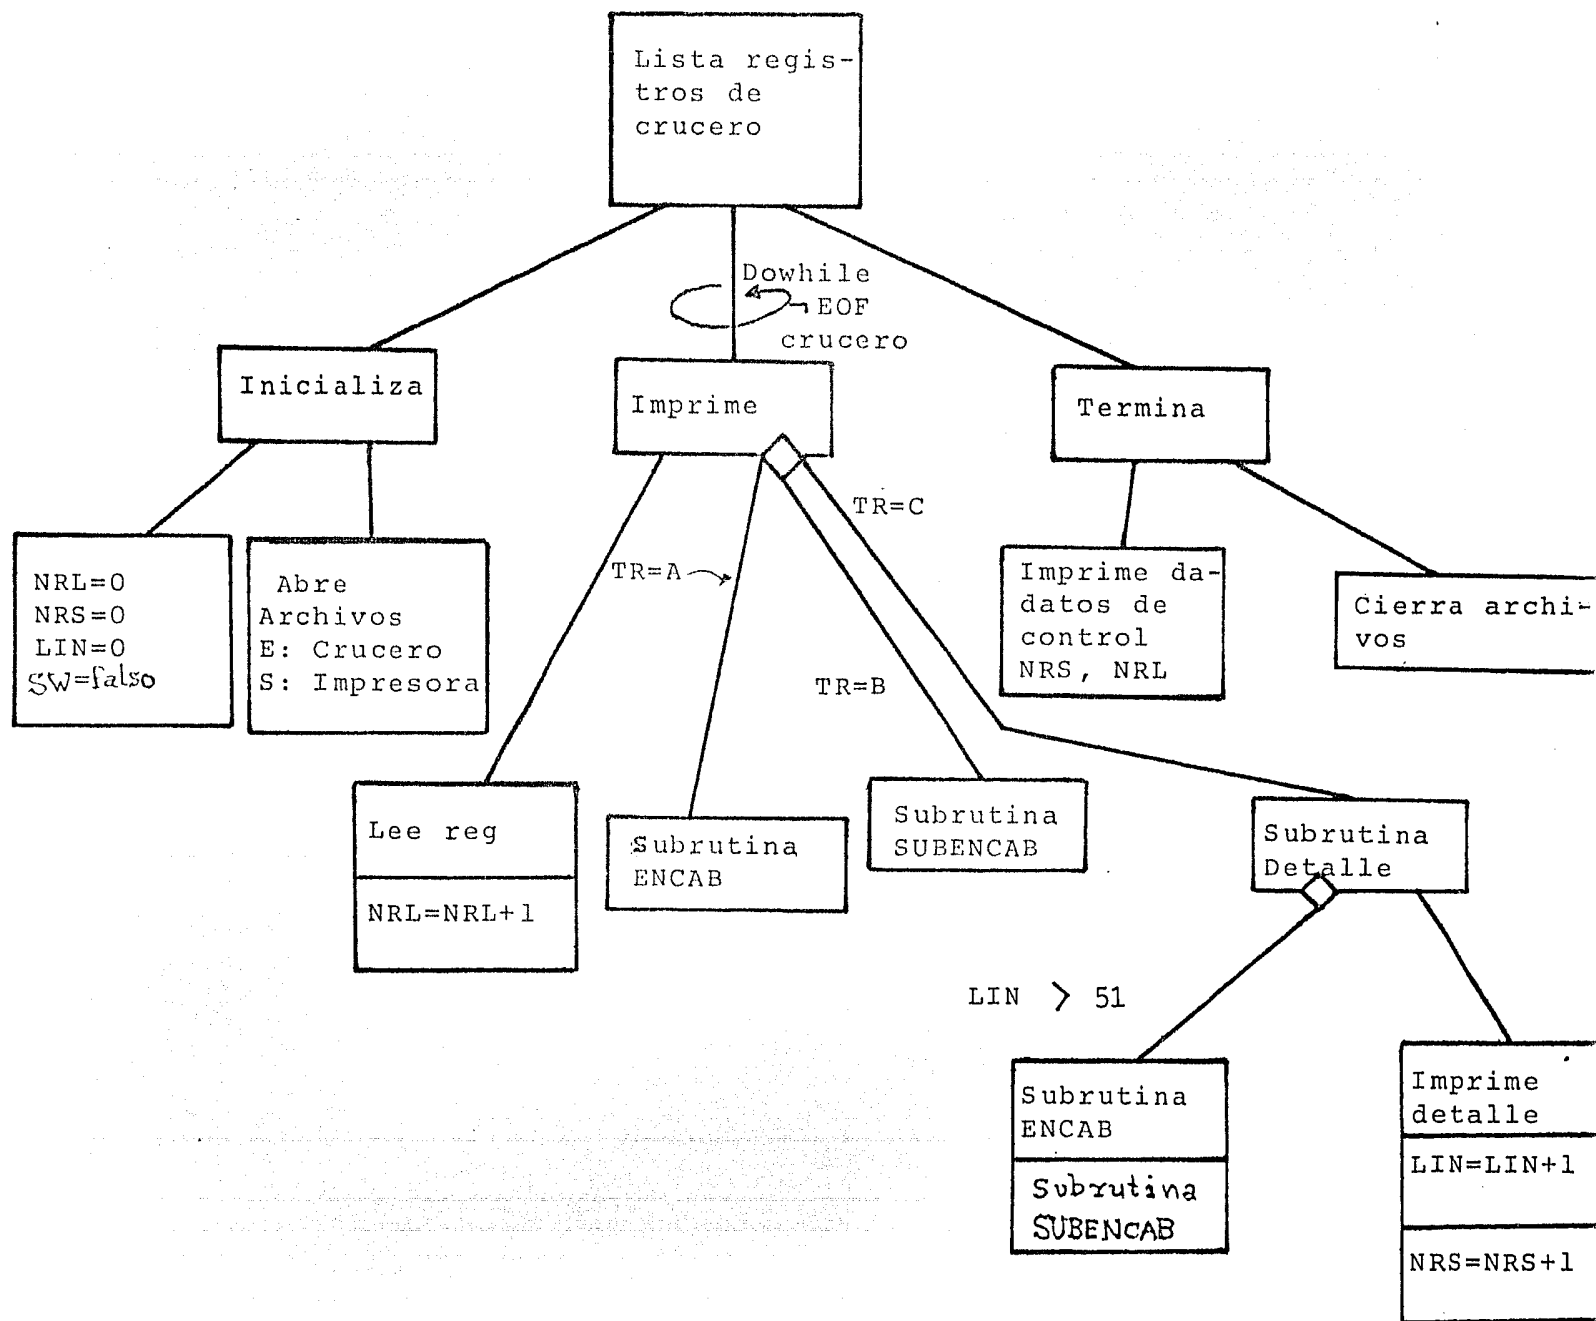 Lista regis-
tros de
crucero
Dowhile
¬ EOF
crucero
Inicializa
Imprime
Termina
NRL=0
NRS=0
LIN=0
SW=falso
Abre
Archivos
E: Crucero
S: Impresora
TR=A
TR=C
TR=B
Imprime da-
datos de
control
NRS, NRL
Cierra archi-
vos
Lee reg
NRL=NRL+1
Subrutina
ENCAB
Subrutina
SUBENCAB
Subrutina
Detalle
LIN > 51
Subrutina
ENCAB
Subrutina
SUBENCAB
Imprime
detalle
LIN=LIN+1
NRS=NRS+1